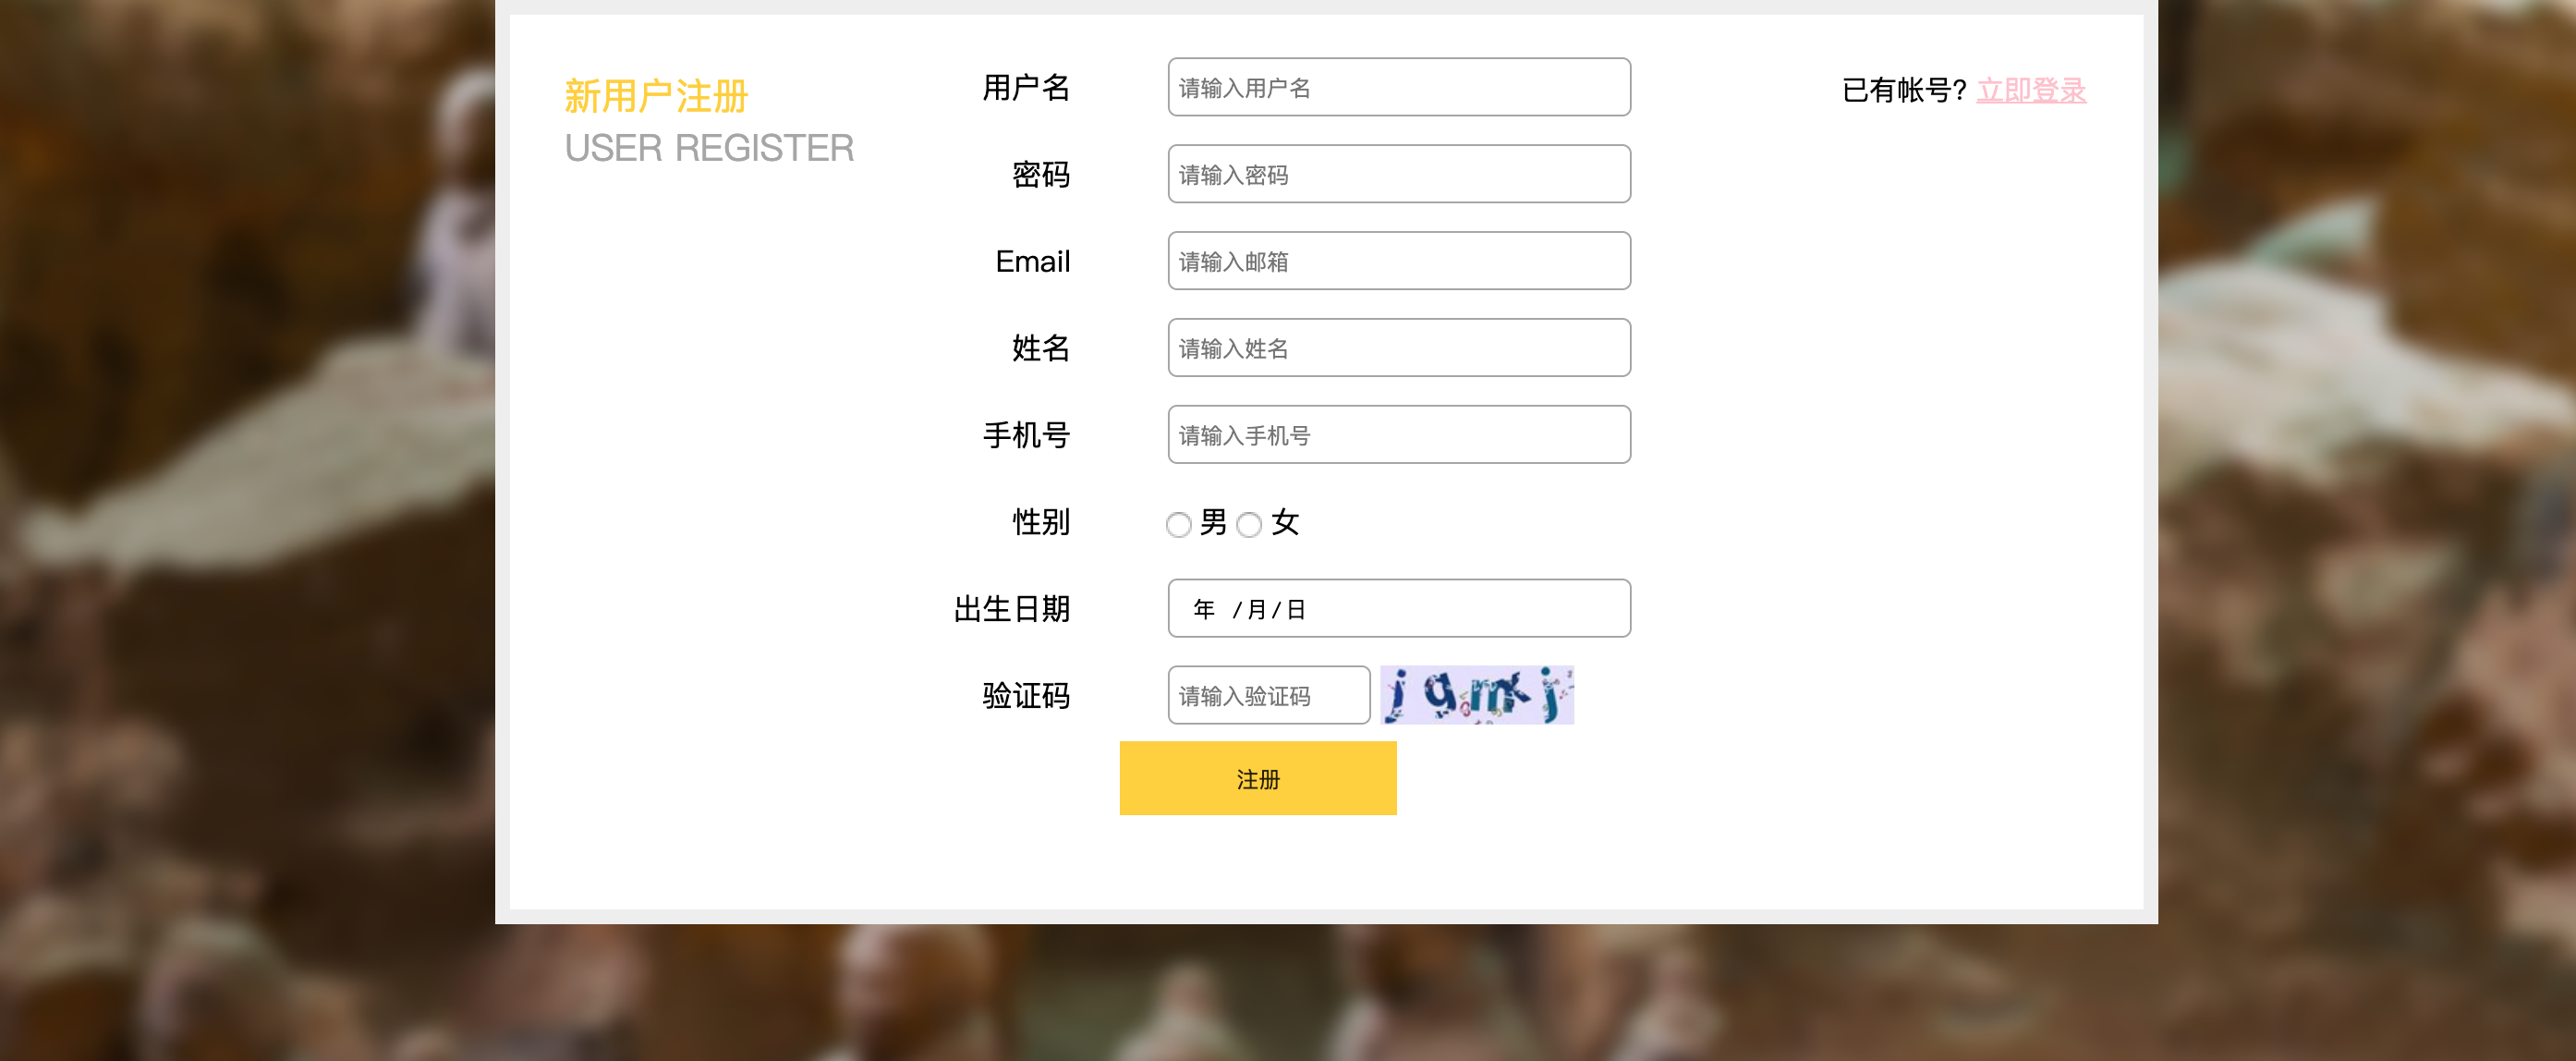 新用户注册
USER REGISTER
用户名 请输入用户名
已有帐号? 立即登录
密码 请输入密码
Email 请输入邮箱
姓名 请输入姓名
手机号 请输入手机号
性别 男 女
出生日期 年 /月/日
验证码 请输入验证码
注册